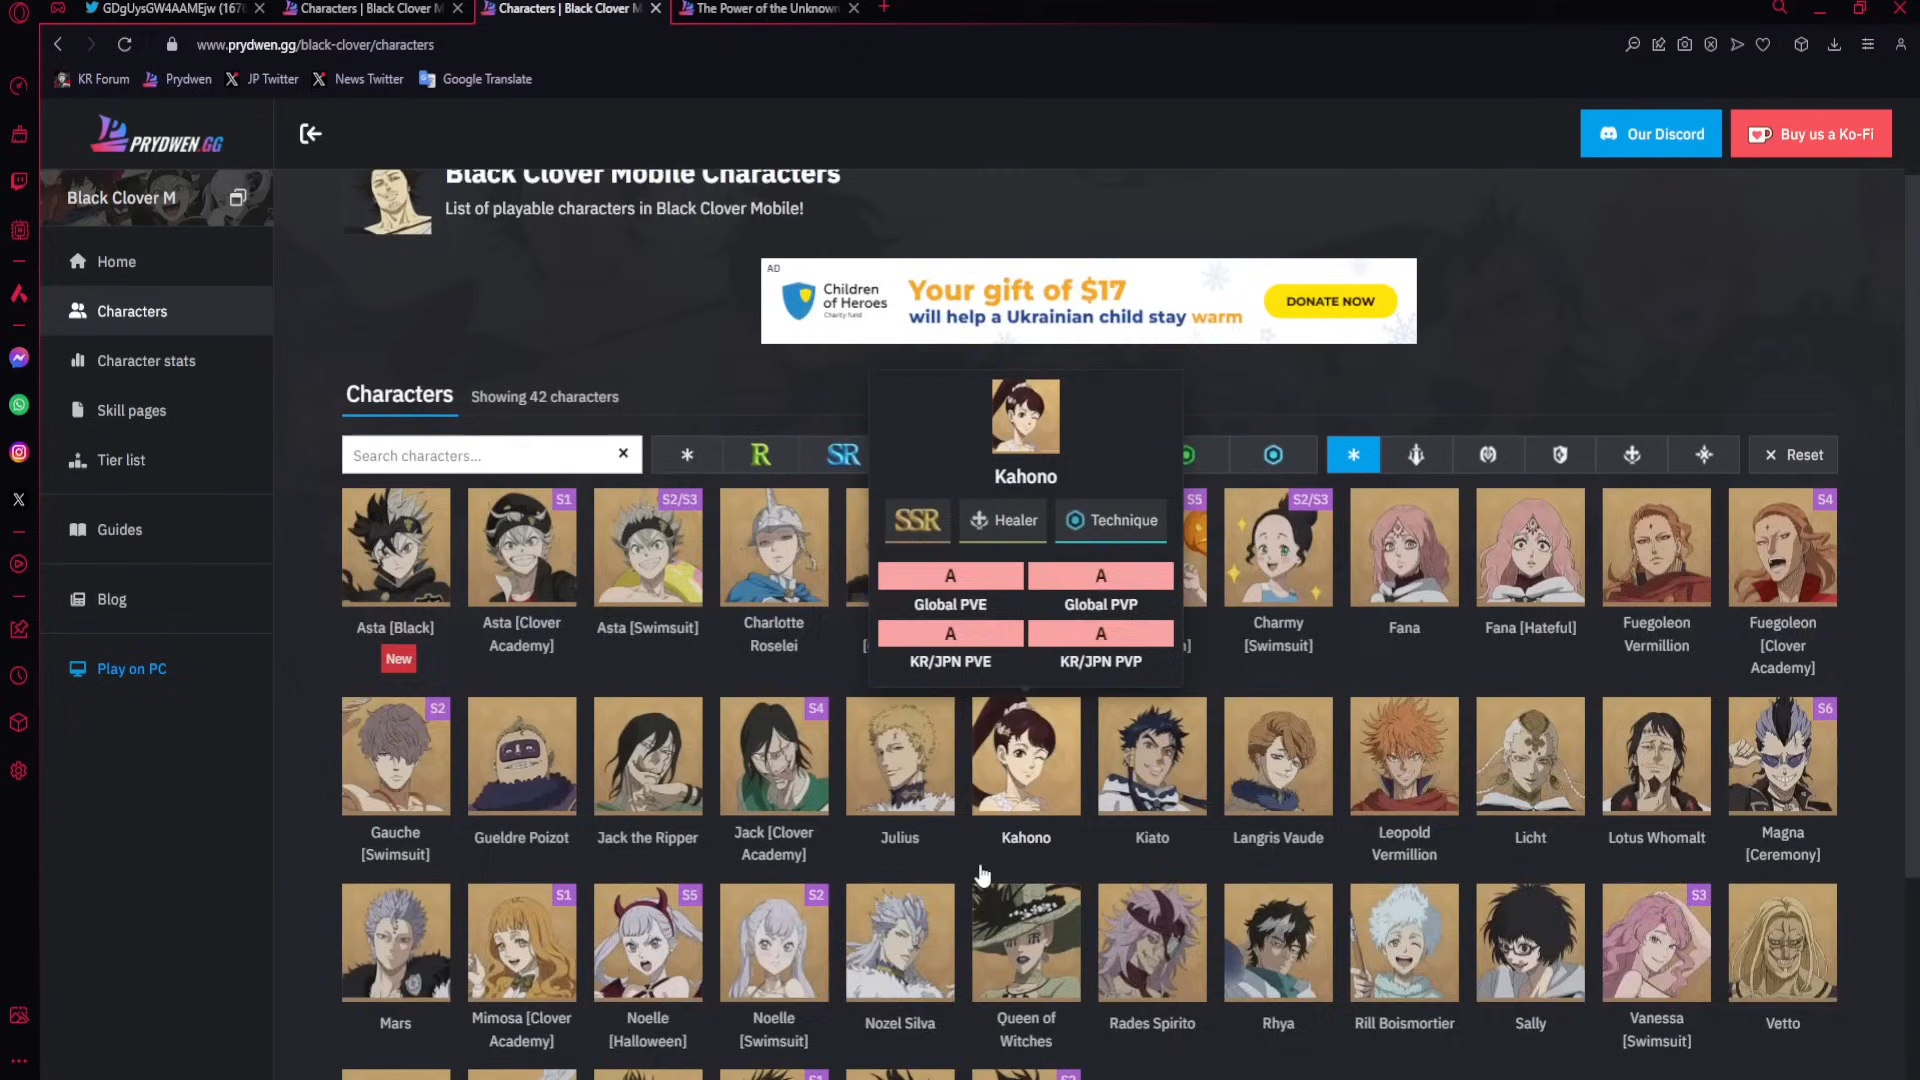 GDgUysGW4AAMEjw (1678
Characters | Black Clover M
Characters | Black Clover M
The Power of the Unknown
www.prydwen.gg/black-clover/characters
KR Forum
Prydwen
JP Twitter
News Twitter
Google Translate
PRYDWEN.GG
Our Discord
Buy us a Ko-Fi
Black Clover M
Home
Characters
Character stats
Skill pages
Tier list
Guides
Blog
Play on PC
Black Clover Mobile Characters
List of playable characters in Black Clover Mobile!
AD
Children
of Heroes
Charity fund
Your gift of $17
will help a Ukrainian child stay warm
DONATE NOW
Characters
Showing 42 characters
Search characters...
R
SR
Reset
Kahono
SSR
Healer
Technique
A
A
Global PVE
Global PVP
A
A
KR/JPN PVE
KR/JPN PVP
S1
S2/S3
S5
S2/S3
S4
Asta [Black]
New
Asta [Clover
Academy]
Asta [Swimsuit]
Charlotte
Roselei
Charmy
[Swimsuit]
Fana
Fana [Hateful]
Fuegoleon
Vermillion
Fuegoleon
[Clover
Academy]
S2
S4
S6
Gauche
[Swimsuit]
Gueldre Poizot
Jack the Ripper
Jack [Clover
Academy]
Julius
Kahono
Kiato
Langris Vaude
Leopold
Vermillion
Licht
Lotus Whomalt
Magna
[Ceremony]
S1
S5
S2
S3
Mars
Mimosa [Clover
Academy]
Noelle
[Halloween]
Noelle
[Swimsuit]
Nozel Silva
Queen of
Witches
Rades Spirito
Rhya
Rill Boismortier
Sally
Vanessa
[Swimsuit]
Vetto